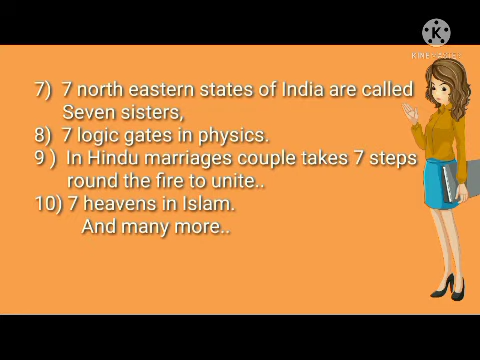 KINEMASTER
7) 7 north eastern states of India are called
Seven sisters,
8) 7 logic gates in physics.
9 ) In Hindu marriages couple takes 7 steps
round the fire to unite..
10) 7 heavens in Islam.
And many more..